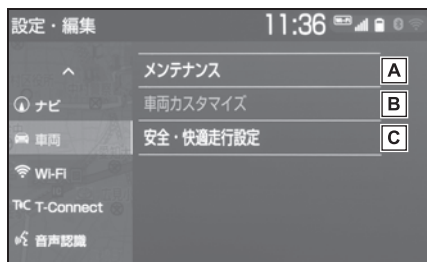 設定・編集 11:36
メンテナンス A
ナビ 車両カスタマイズ B
車両 安全・快適走行設定 C
Wi-Fi
T-Connect
音声認識